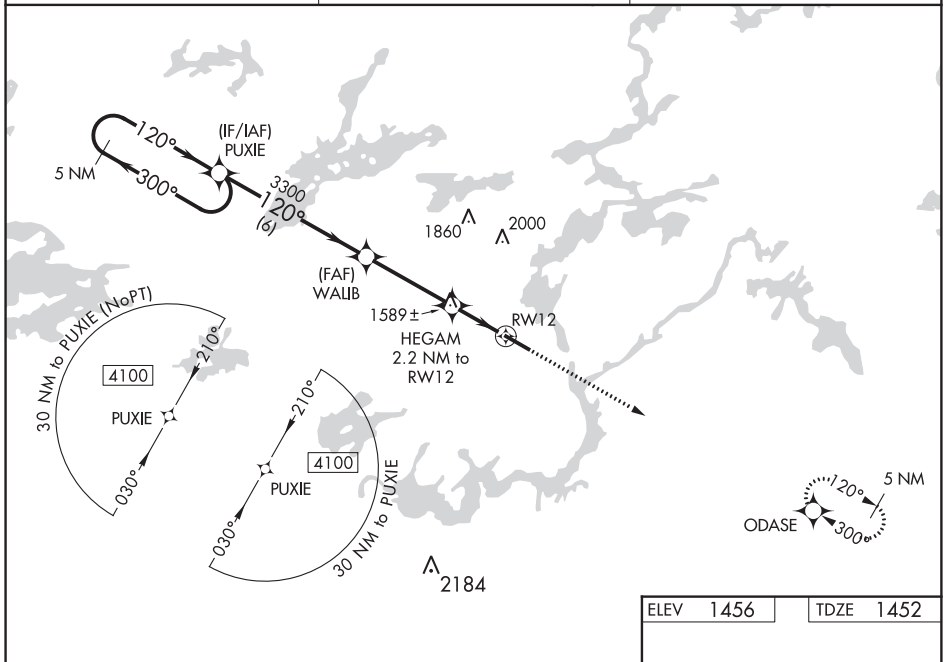 120°
(IF/IAF)
PUXIE
5 NM
300°
3300
120°
(6)
1860
2000
(FAF)
WALIB
1589±
RW12
HEGAM
2.2 NM to
RW12
30 NM to PUXIE (NoPT)
210°
4100
PUXIE
030°
210°
4100
PUXIE
030°
30 NM to PUXIE
120°
5 NM
ODASE
300°
2184
ELEV 1456
TDZE 1452